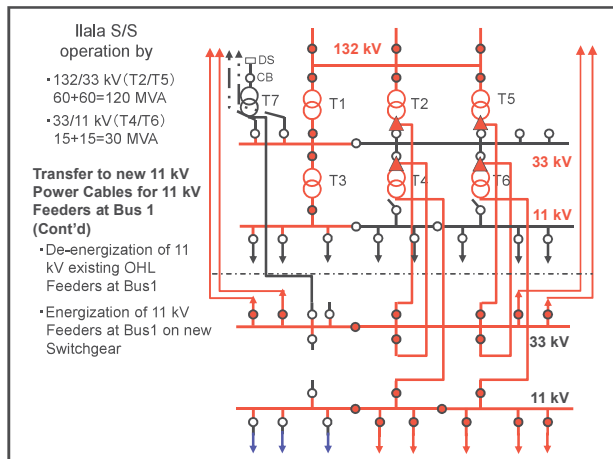 Ilala S/S
operation by
・132/33 kV(T2/T5)
60+60=120 MVA
・33/11 kV(T4/T6)
15+15=30 MVA
Transfer to new 11 kV
Power Cables for 11 kV
Feeders at Bus 1
(Cont'd)
・De-energization of 11
kV existing OHL
Feeders at Bus1
・Energization of 11 kV
Feeders at Bus1 on new
Switchgear
132 kV
DS
CB
T7
T1
T2
T5
33 kV
T3
T4
T6
11 kV
33 kV
11 kV